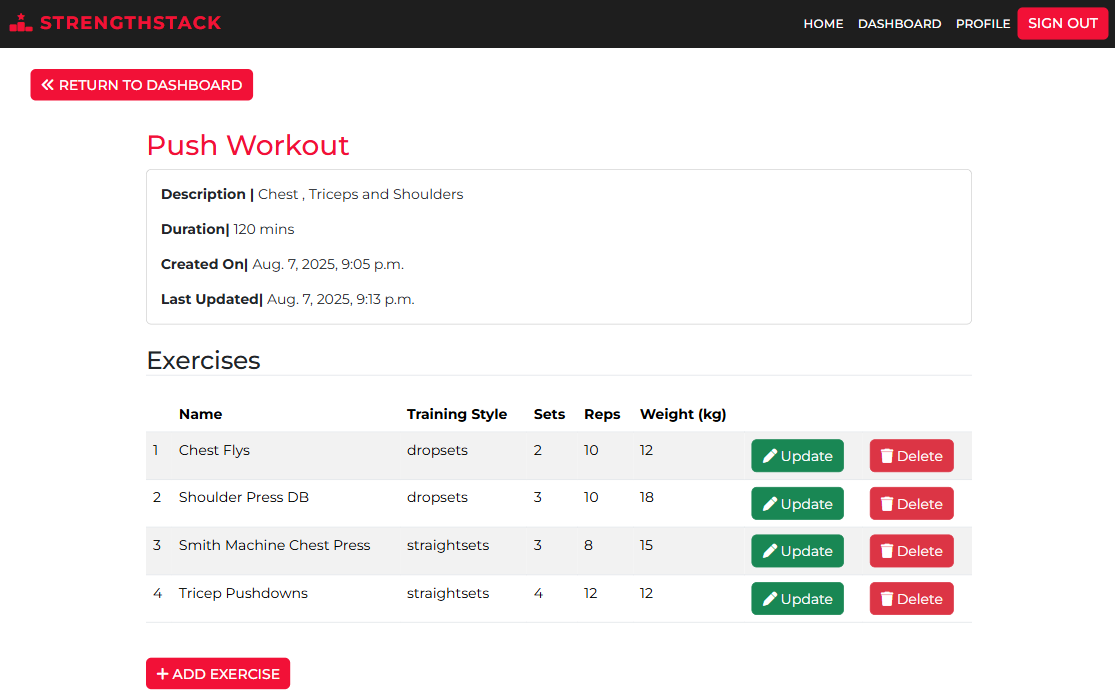 STRENGTHSTACK HOME DASHBOARD PROFILE SIGN OUT
RETURN TO DASHBOARD
Push Workout
Description | Chest , Triceps and Shoulders
Duration| 120 mins
Created On| Aug. 7, 2025, 9:05 p.m.
Last Updated| Aug. 7, 2025, 9:13 p.m.
Exercises
Name Training Style Sets Reps Weight (kg)
1 Chest Flys dropsets 2 10 12 Update Delete
2 Shoulder Press DB dropsets 3 10 18 Update Delete
3 Smith Machine Chest Press straightsets 3 8 15 Update Delete
4 Tricep Pushdowns straightsets 4 12 12 Update Delete
+ ADD EXERCISE